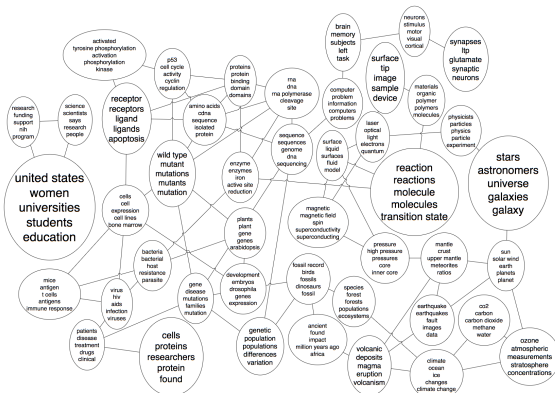 neurons
stimulus
motor
visual
cortical
brain
memory
subjects
left
task
synapses
ltp
glutamate
synaptic
neurons
activated
tyrosine phosphorylation
activation
phosphorylation
kinase
p53
cell cycle
activity
cyclin
regulation
proteins
protein
binding
domain
domains
rna
dna
rna polymerase
cleavage
site
computer
problem
information
computers
problems
surface
tip
image
sample
device
materials
organic
polymer
polymers
molecules
research
funding
support
nih
program
science
scientists
says
research
people
receptor
receptors
ligand
ligands
apoptosis
amino acids
cdna
sequence
isolated
protein
sequence
sequences
genome
dna
sequencing
surface
liquid
surfaces
fluid
model
laser
optical
light
electrons
quantum
physicists
particles
physics
particle
experiment
united states
women
universities
students
education
cells
cell
expression
cell lines
bone marrow
wild type
mutant
mutations
mutants
mutation
enzyme
enzymes
iron
active site
reduction
reaction
reactions
molecule
molecules
transition state
stars
astronomers
universe
galaxies
galaxy
plants
plant
gene
genes
arabidopsis
magnetic
magnetic field
spin
superconductivity
superconducting
mice
antigen
t cells
antigens
immune response
virus
hiv
aids
infection
viruses
bacteria
bacterial
host
resistance
parasite
gene
disease
mutations
families
mutation
development
embryos
drosophila
genes
expression
fossil record
birds
fossils
dinosaurs
fossil
species
forest
forests
populations
ecosystems
pressure
high pressure
pressures
core
inner core
mantle
crust
upper mantle
meteorites
ratios
sun
solar wind
earth
planets
planet
patients
disease
treatment
drugs
clinical
cells
proteins
researchers
protein
found
genetic
population
populations
differences
variation
ancient
found
impact
million years ago
africa
volcanic
deposits
magma
eruption
volcanism
earthquake
earthquakes
fault
images
data
co2
carbon
carbon dioxide
methane
water
climate
ocean
ice
changes
climate change
ozone
atmospheric
measurements
stratosphere
concentrations